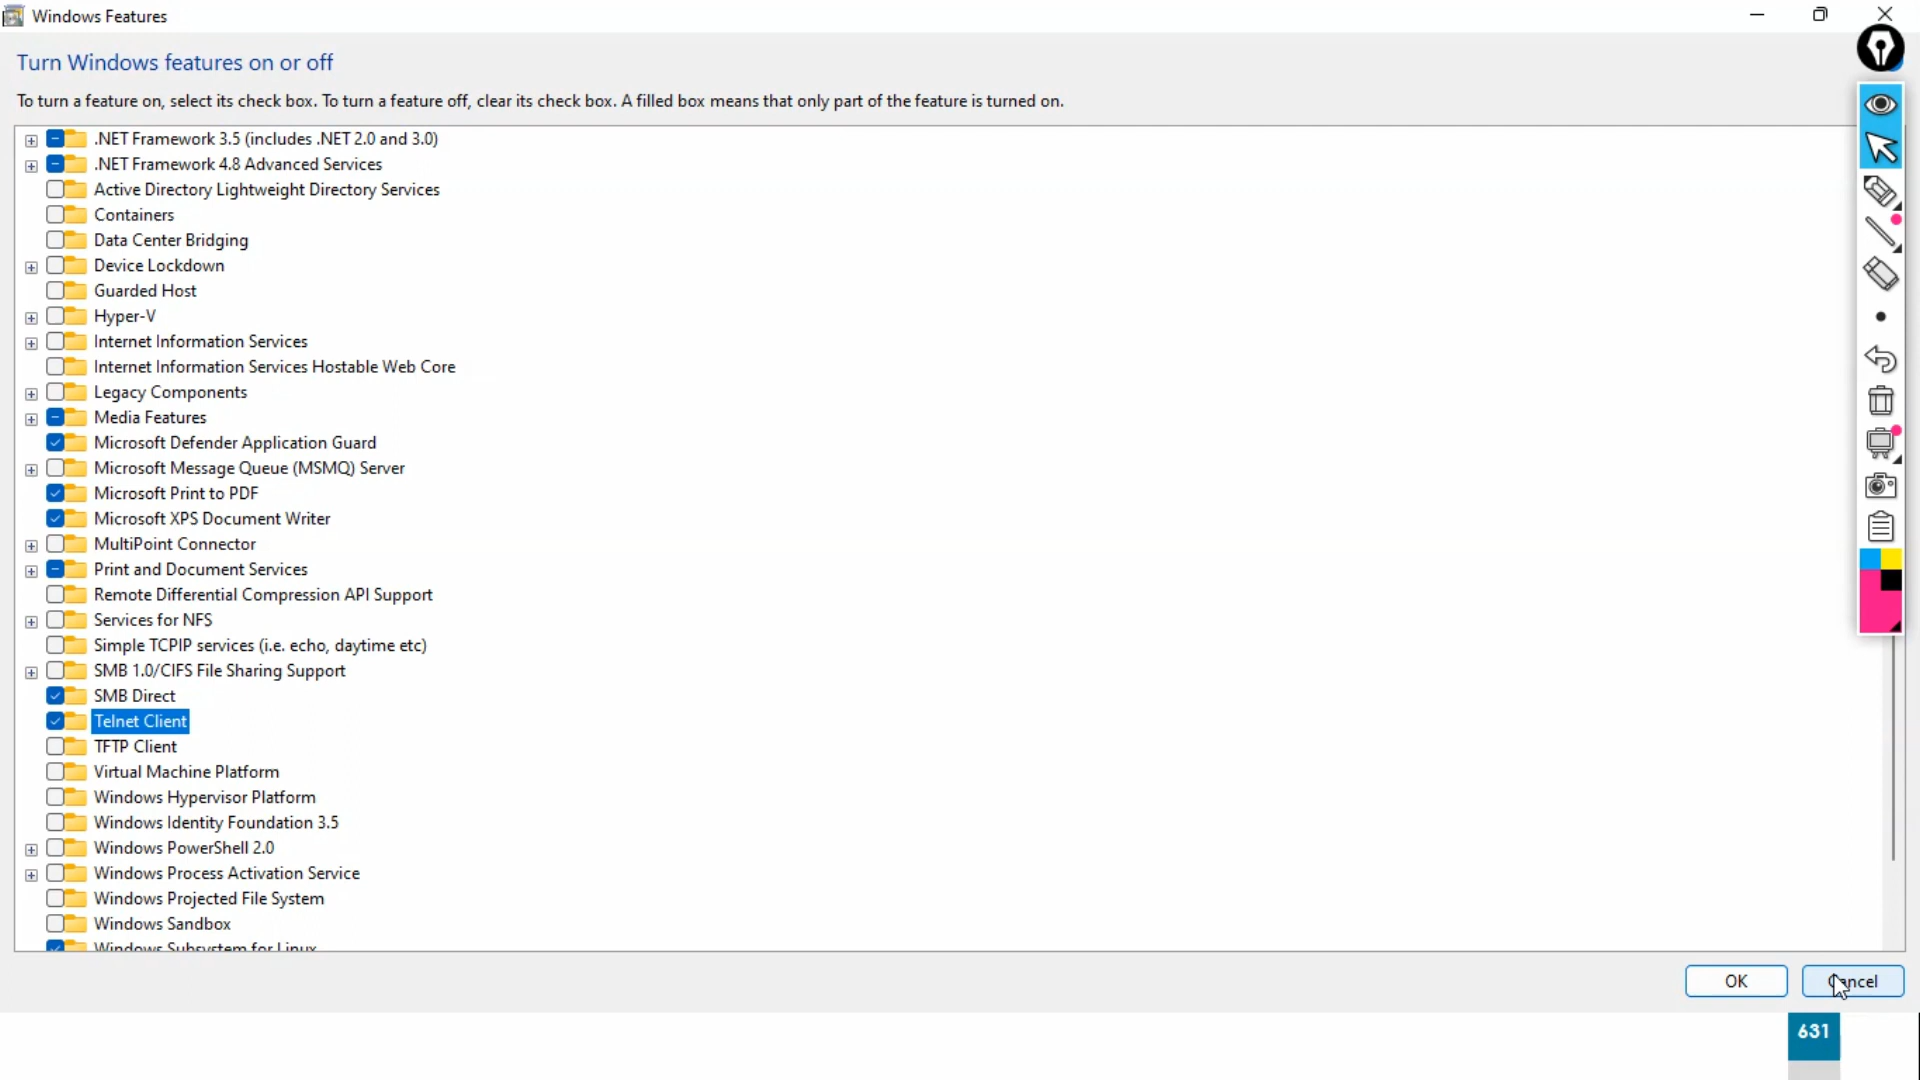 Windows Features
Turn Windows features on or off
To turn a feature on, select its check box. To turn a feature off, clear its check box. A filled box means that only part of the feature is turned on.
.NET Framework 3.5 (includes .NET 2.0 and 3.0)
.NET Framework 4.8 Advanced Services
Active Directory Lightweight Directory Services
Containers
Data Center Bridging
Device Lockdown
Guarded Host
Hyper-V
Internet Information Services
Internet Information Services Hostable Web Core
Legacy Components
Media Features
Microsoft Defender Application Guard
Microsoft Message Queue (MSMQ) Server
Microsoft Print to PDF
Microsoft XPS Document Writer
MultiPoint Connector
Print and Document Services
Remote Differential Compression API Support
Services for NFS
Simple TCPIP services (i.e. echo, daytime etc)
SMB 1.0/CIFS File Sharing Support
SMB Direct
Telnet Client
TFTP Client
Virtual Machine Platform
Windows Hypervisor Platform
Windows Identity Foundation 3.5
Windows PowerShell 2.0
Windows Process Activation Service
Windows Projected File System
Windows Sandbox
Windows Subsystem for Linux
OK
Cancel
631